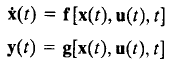 ẋ(t) = f[x(t), u(t), t]
y(t) = g[x(t), u(t), t]